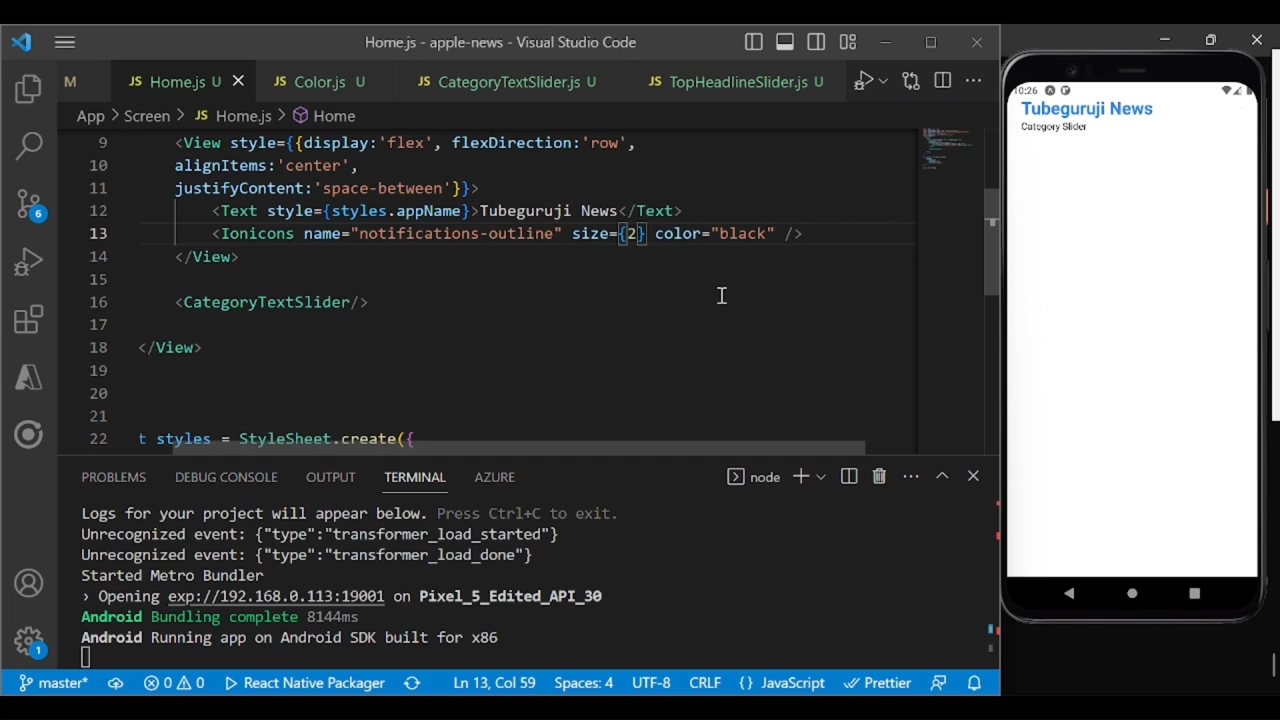 Home.js - apple-news - Visual Studio Code
M
JS Home.js U
JS Color.js U
JS CategoryTextSlider.js U
JS TopHeadlineSlider.js U
App > Screen > JS Home.js > Home
9 <View style={{display:'flex', flexDirection:'row',
10 alignItems:'center',
11 justifyContent:'space-between'}}>
12 <Text style={styles.appName}>Tubeguruji News</Text>
13 <Ionicons name="notifications-outline" size={2} color="black" />
14 </View>
15
16 <CategoryTextSlider/>
17
18 </View>
19
20
21
22 t styles = StyleSheet.create({
6
1
PROBLEMS DEBUG CONSOLE OUTPUT TERMINAL AZURE
node
Logs for your project will appear below. Press Ctrl+C to exit.
Unrecognized event: {"type":"transformer_load_started"}
Unrecognized event: {"type":"transformer_load_done"}
Started Metro Bundler
› Opening exp://192.168.0.113:19001 on Pixel_5_Edited_API_30
Android Bundling complete 8144ms
Android Running app on Android SDK built for x86
master* 0 0 React Native Packager Ln 13, Col 59 Spaces: 4 UTF-8 CRLF {} JavaScript Prettier
10:26
Tubeguruji News
Category Slider